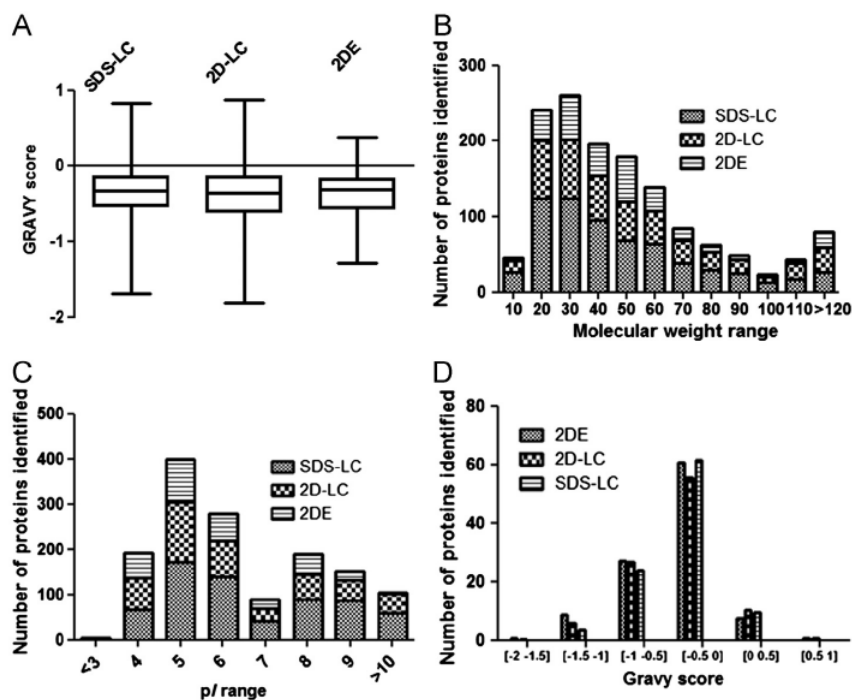 A
SDS-LC
2D-LC
2DE
GRAVY score
1
0
-1
-2
B
Number of proteins identified
300
200
100
0
SDS-LC
2D-LC
2DE
10 20 30 40 50 60 70 80 90 100 110 >120
Molecular weight range
C
Number of proteins identified
500
400
300
200
100
0
SDS-LC
2D-LC
2DE
<3 4 5 6 7 8 9 >10
pI range
D
Number of proteins identified
80
60
40
20
0
2DE
2D-LC
SDS-LC
[-2 -1.5] [-1.5 -1] [-1 -0.5] [-0.5 0] [0 0.5] [0.5 1]
Gravy score